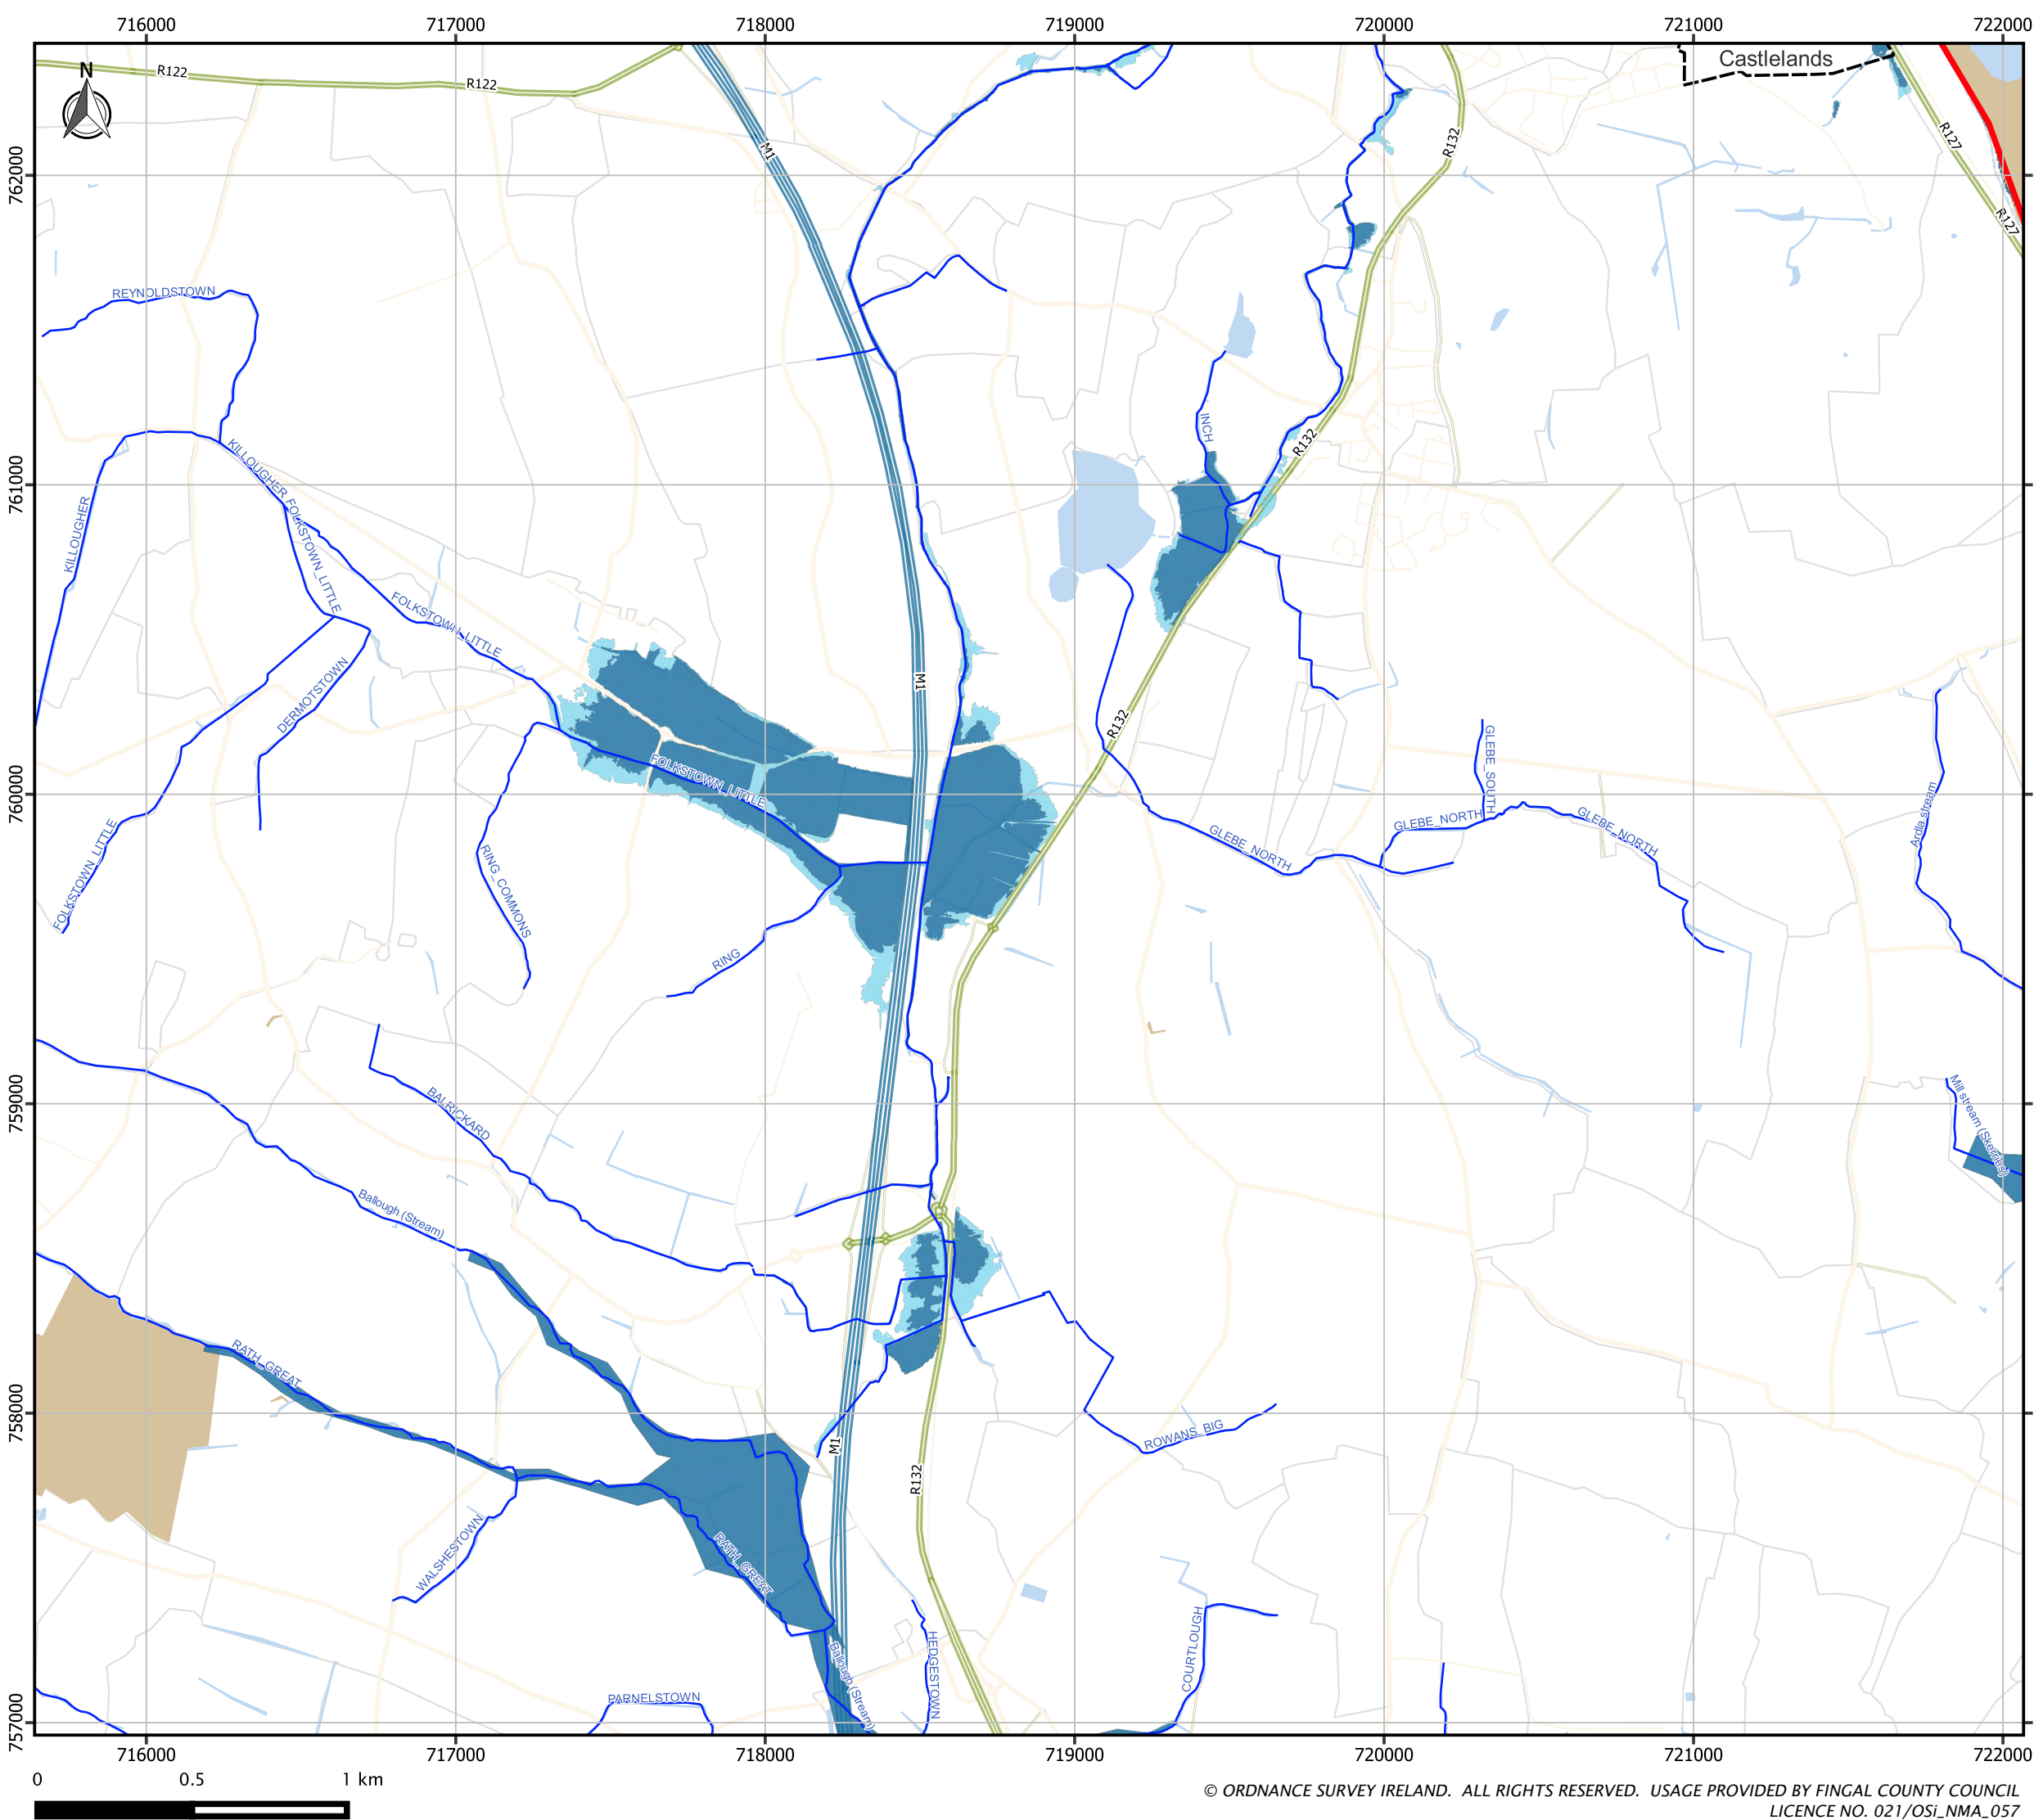 716000 717000 718000 719000 720000 721000 722000
N
R122
R122
Castlelands
M1
R132
R127
R127
762000
REYNOLDSTOWN
KILLOUGHER
FOLKSTOWN_LITTLE
INCH
R132
761000
KILLOUGHER
FOLKSTOWN_LITTLE
DERMOTSTOWN
M1
R132
GLEBE_SOUTH
760000
FOLKSTOWN_LITTLE
FOLKSTOWN_LITTLE
RING_COMMONS
RING
GLEBE_NORTH
GLEBE_NORTH
GLEBE_NORTH
Ardla stream
759000
BALRICKARD
Mill stream (Skerries)
Ballough (Stream)
RATH_GREAT
758000
M1
R132
ROWANS_BIG
WALSHESTOWN
RATH_GREAT
Ballough (Stream)
HEDGESTOWN
COURTLOUGH
PARNELSTOWN
757000
716000 717000 718000 719000 720000 721000 722000
0 0.5 1 km
© ORDNANCE SURVEY IRELAND. ALL RIGHTS RESERVED. USAGE PROVIDED BY FINGAL COUNTY COUNCIL
LICENCE NO. 021/OSi_NMA_057